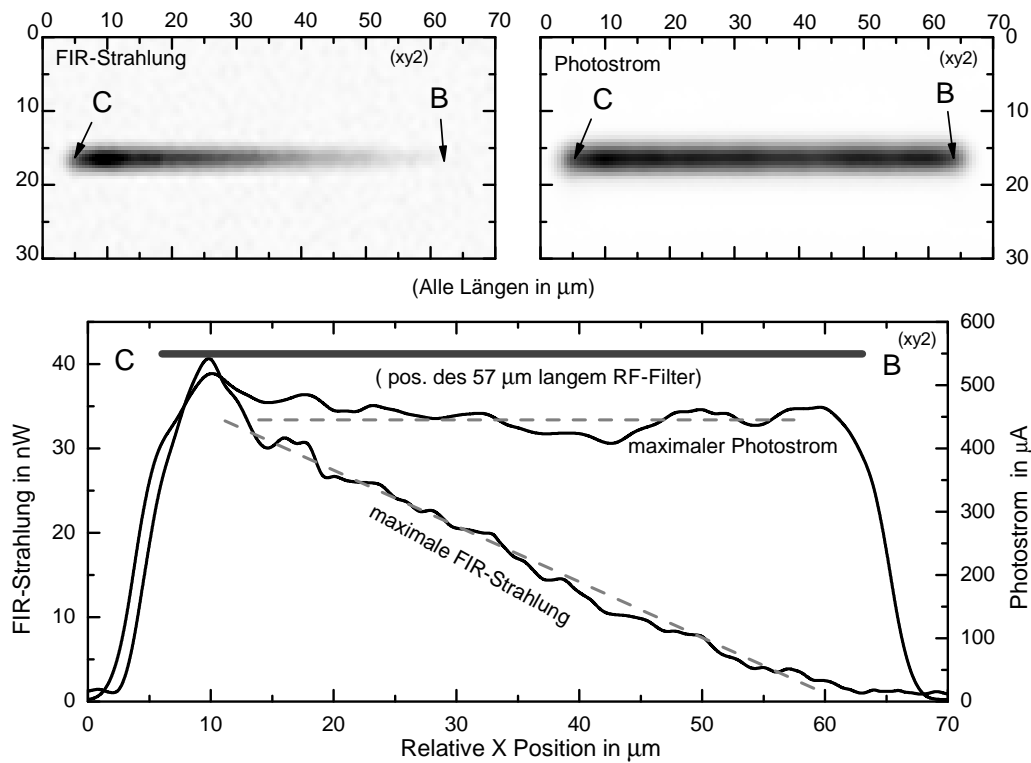 0 10 20 30 40 50 60 70
0 10 20 30 40 50 60 70
0
10
20
30
FIR-Strahlung
(xy2)
C
B
Photostrom
(xy2)
C
B
0
10
20
30
(Alle Längen in μm)
C
(xy2)
B
( pos. des 57 μm langem RF-Filter)
maximaler Photostrom
maximale FIR-Strahlung
FIR-Strahlung in nW
40
30
20
10
0
600
500
400
300
200
100
0
Photostrom in μA
0 10 20 30 40 50 60 70
Relative X Position in μm